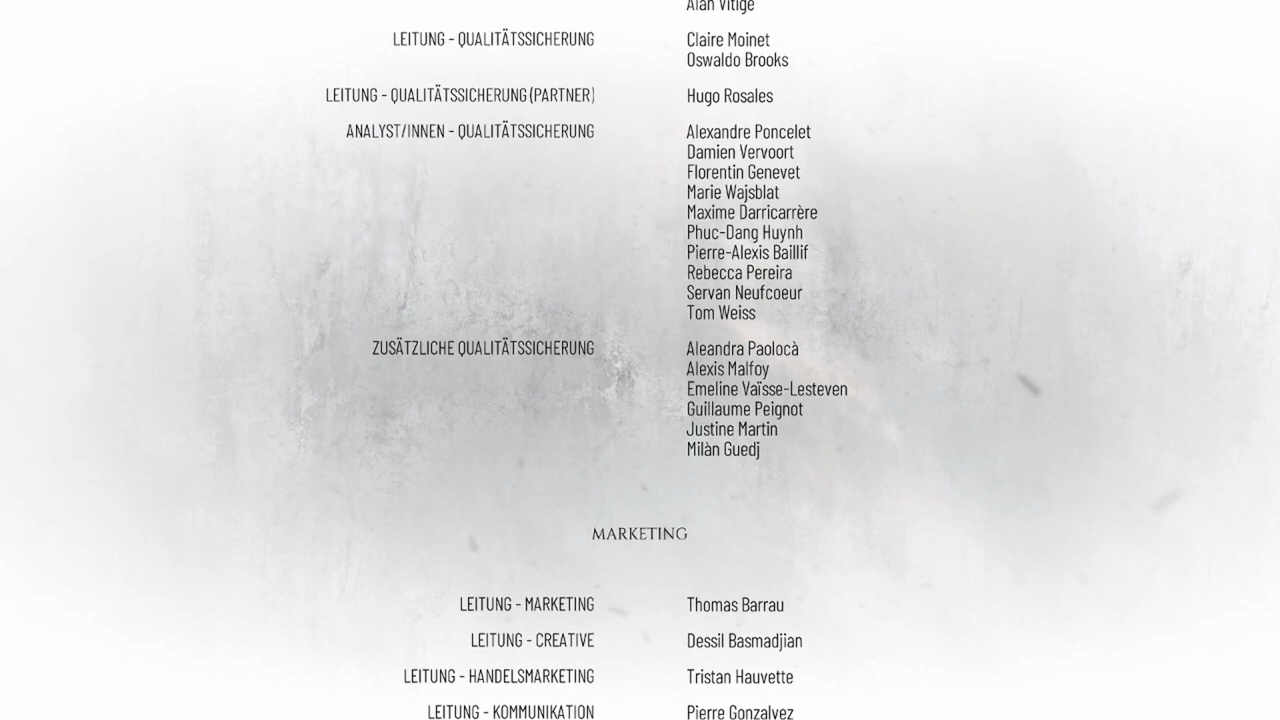 Alan Vitige
LEITUNG - QUALITÄTSSICHERUNG Claire Moinet
Oswaldo Brooks
LEITUNG - QUALITÄTSSICHERUNG (PARTNER) Hugo Rosales
ANALYST/INNEN - QUALITÄTSSICHERUNG Alexandre Poncelet
Damien Vervoort
Florentin Genevet
Marie Wajsblat
Maxime Darricarrère
Phuc-Dang Huynh
Pierre-Alexis Baillif
Rebecca Pereira
Servan Neufcoeur
Tom Weiss
ZUSÄTZLICHE QUALITÄTSSICHERUNG Aleandra Paolocà
Alexis Malfoy
Emeline Vaïsse-Lesteven
Guillaume Peignot
Justine Martin
Milàn Guedj
MARKETING
LEITUNG - MARKETING Thomas Barrau
LEITUNG - CREATIVE Dessil Basmadjian
LEITUNG - HANDELSMARKETING Tristan Hauvette
LEITUNG - KOMMUNIKATION Pierre Gonzalvez